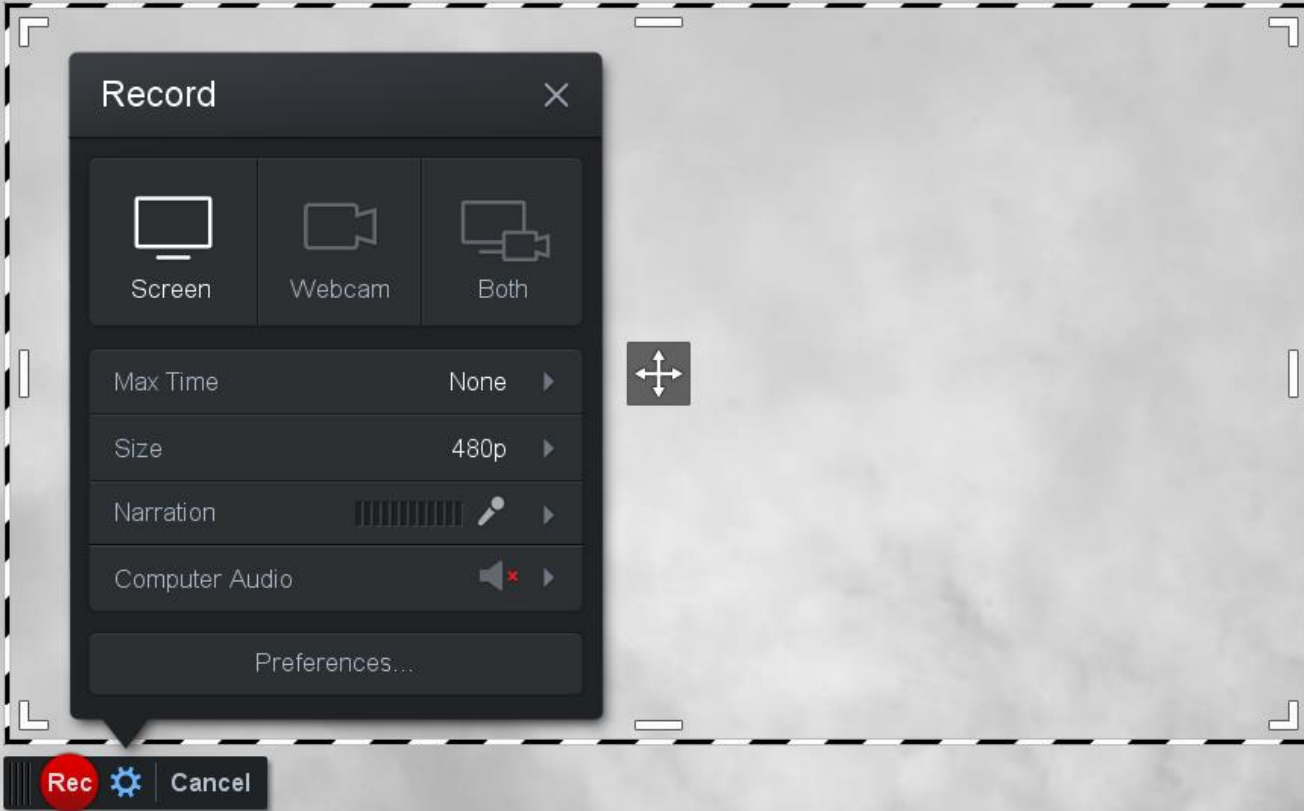 Record
Screen Webcam Both
Max Time None
Size 480p
Narration
Computer Audio
Preferences...
Rec Cancel